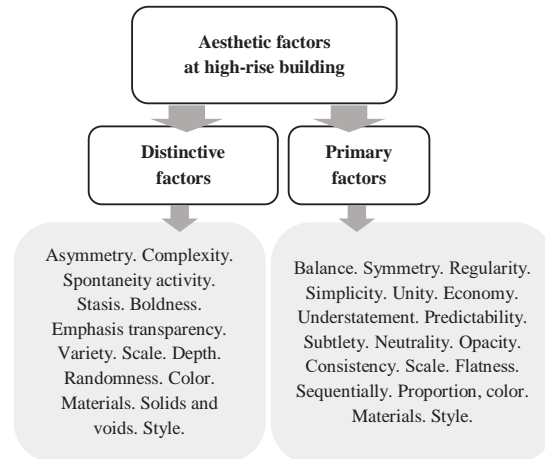 Aesthetic factors
at high-rise building
Distinctive
factors
Primary
factors
Asymmetry. Complexity.
Spontaneity activity.
Stasis. Boldness.
Emphasis transparency.
Variety. Scale. Depth.
Randomness. Color.
Materials. Solids and
voids. Style.
Balance. Symmetry. Regularity.
Simplicity. Unity. Economy.
Understatement. Predictability.
Subtlety. Neutrality. Opacity.
Consistency. Scale. Flatness.
Sequentially. Proportion, color.
Materials. Style.